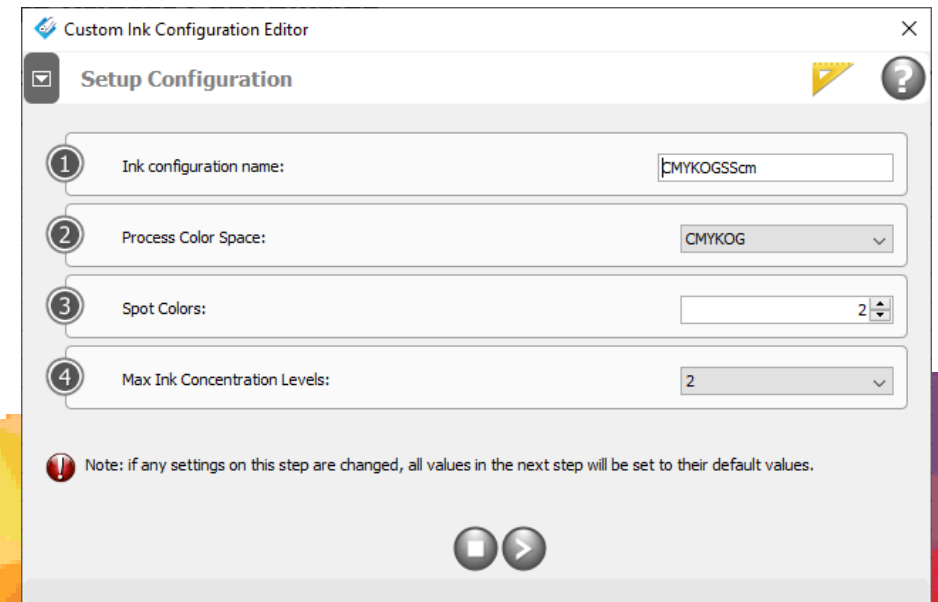 Custom Ink Configuration Editor
Setup Configuration
?
1
Ink configuration name:
CMYKOGSScm
2
Process Color Space:
CMYKOG
3
Spot Colors:
2
4
Max Ink Concentration Levels:
2
Note: if any settings on this step are changed, all values in the next step will be set to their default values.